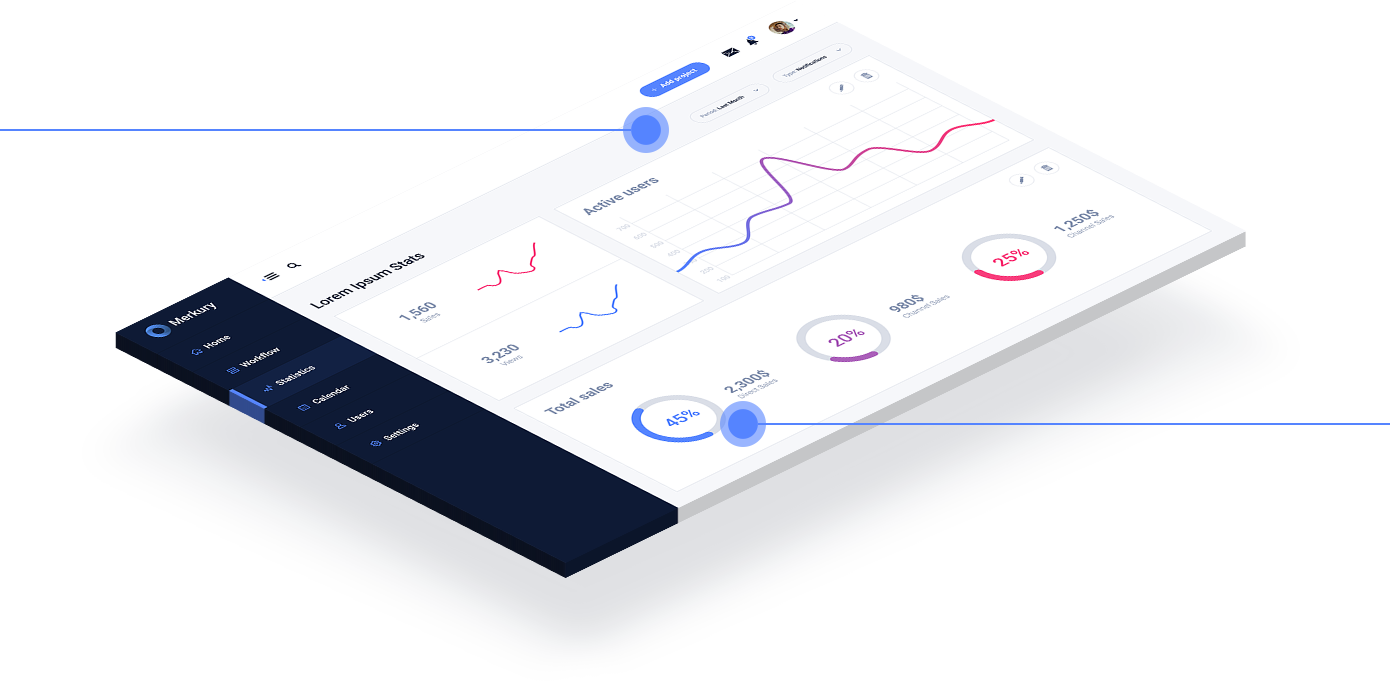 + Add project
Period: Last Month
Type: Notifications
Merkury
Home
Workflow
Statistics
Calendar
Users
Settings
Lorem Ipsum Stats
1,560
Sales
3,230
Views
Active users
700
600
500
400
200
100
Total sales
45%
2,300$
Direct Sales
20%
980$
Channel Sales
25%
1,250$
Channel Sales